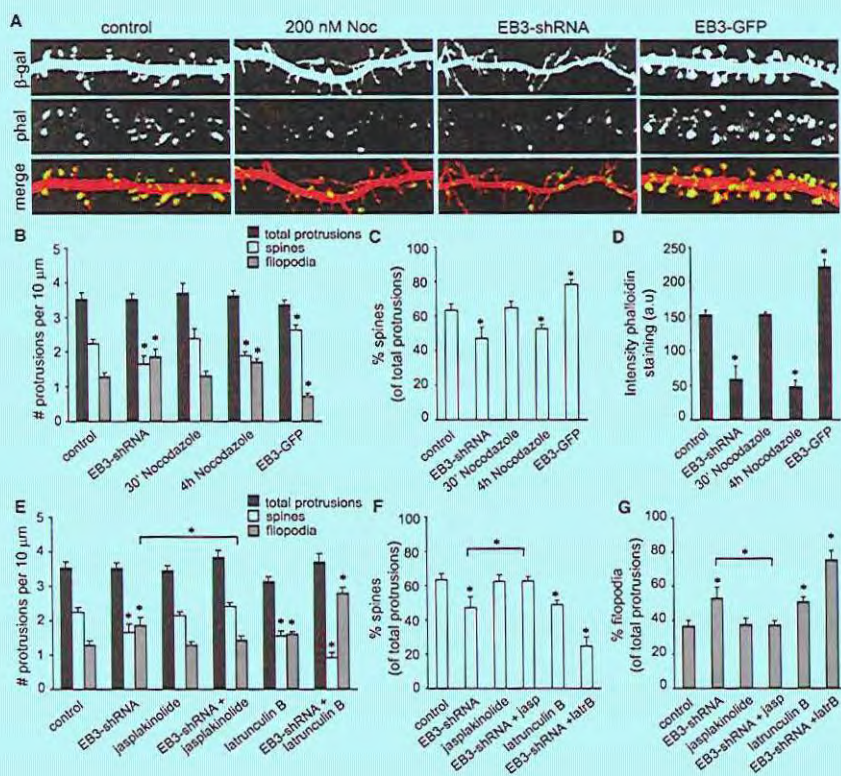 A
control
200 nM Noc
EB3-shRNA
EB3-GFP
β-gal
phal
merge
B
total protrusions
spines
filopodia
# protrusions per 10 μm
5
4
3
2
1
0
control
EB3-shRNA
30' Nocodazole
4h Nocodazole
EB3-GFP
* * * * * *
C
% spines
(of total protrusions)
100
80
60
40
20
0
control
EB3-shRNA
30' Nocodazole
4h Nocodazole
EB3-GFP
* * *
D
Intensity phalloidin
staining (a.u)
250
200
150
100
50
0
control
EB3-shRNA
30' Nocodazole
4h Nocodazole
EB3-GFP
* * *
E
total protrusions
spines
filopodia
# protrusions per 10 μm
5
4
3
2
1
0
control
EB3-shRNA
jasplakinolide
EB3-shRNA +
jasplakinolide
latrunculin B
EB3-shRNA +
latrunculin B
* * * * * * *
F
% spines
(of total protrusions)
100
80
60
40
20
0
control
EB3-shRNA
jasplakinolide
EB3-shRNA + jasp
latrunculin B
EB3-shRNA +latrB
* * * *
G
% filopodia
(of total protrusions)
100
80
60
40
20
0
control
EB3-shRNA
jasplakinolide
EB3-shRNA + jasp
latrunculin B
EB3-shRNA +latrB
* * * *